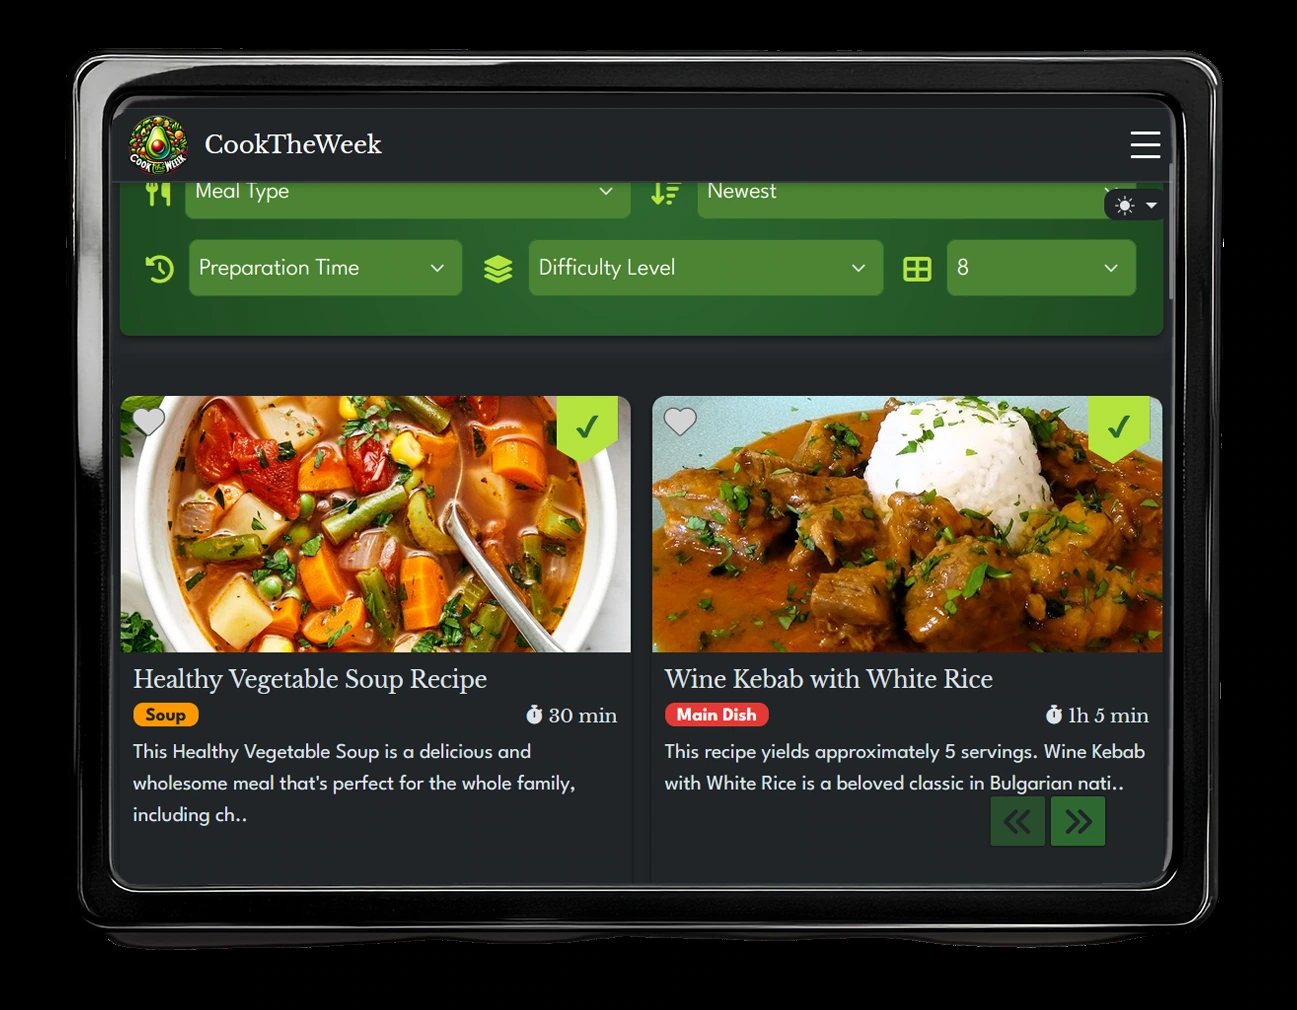 COOK the WEEK
CookTheWeek
Meal Type
Newest
Preparation Time
Difficulty Level
8
Healthy Vegetable Soup Recipe
Soup
30 min
This Healthy Vegetable Soup is a delicious and
wholesome meal that's perfect for the whole family,
including ch..
Wine Kebab with White Rice
Main Dish
1h 5 min
This recipe yields approximately 5 servings. Wine Kebab
with White Rice is a beloved classic in Bulgarian nati..